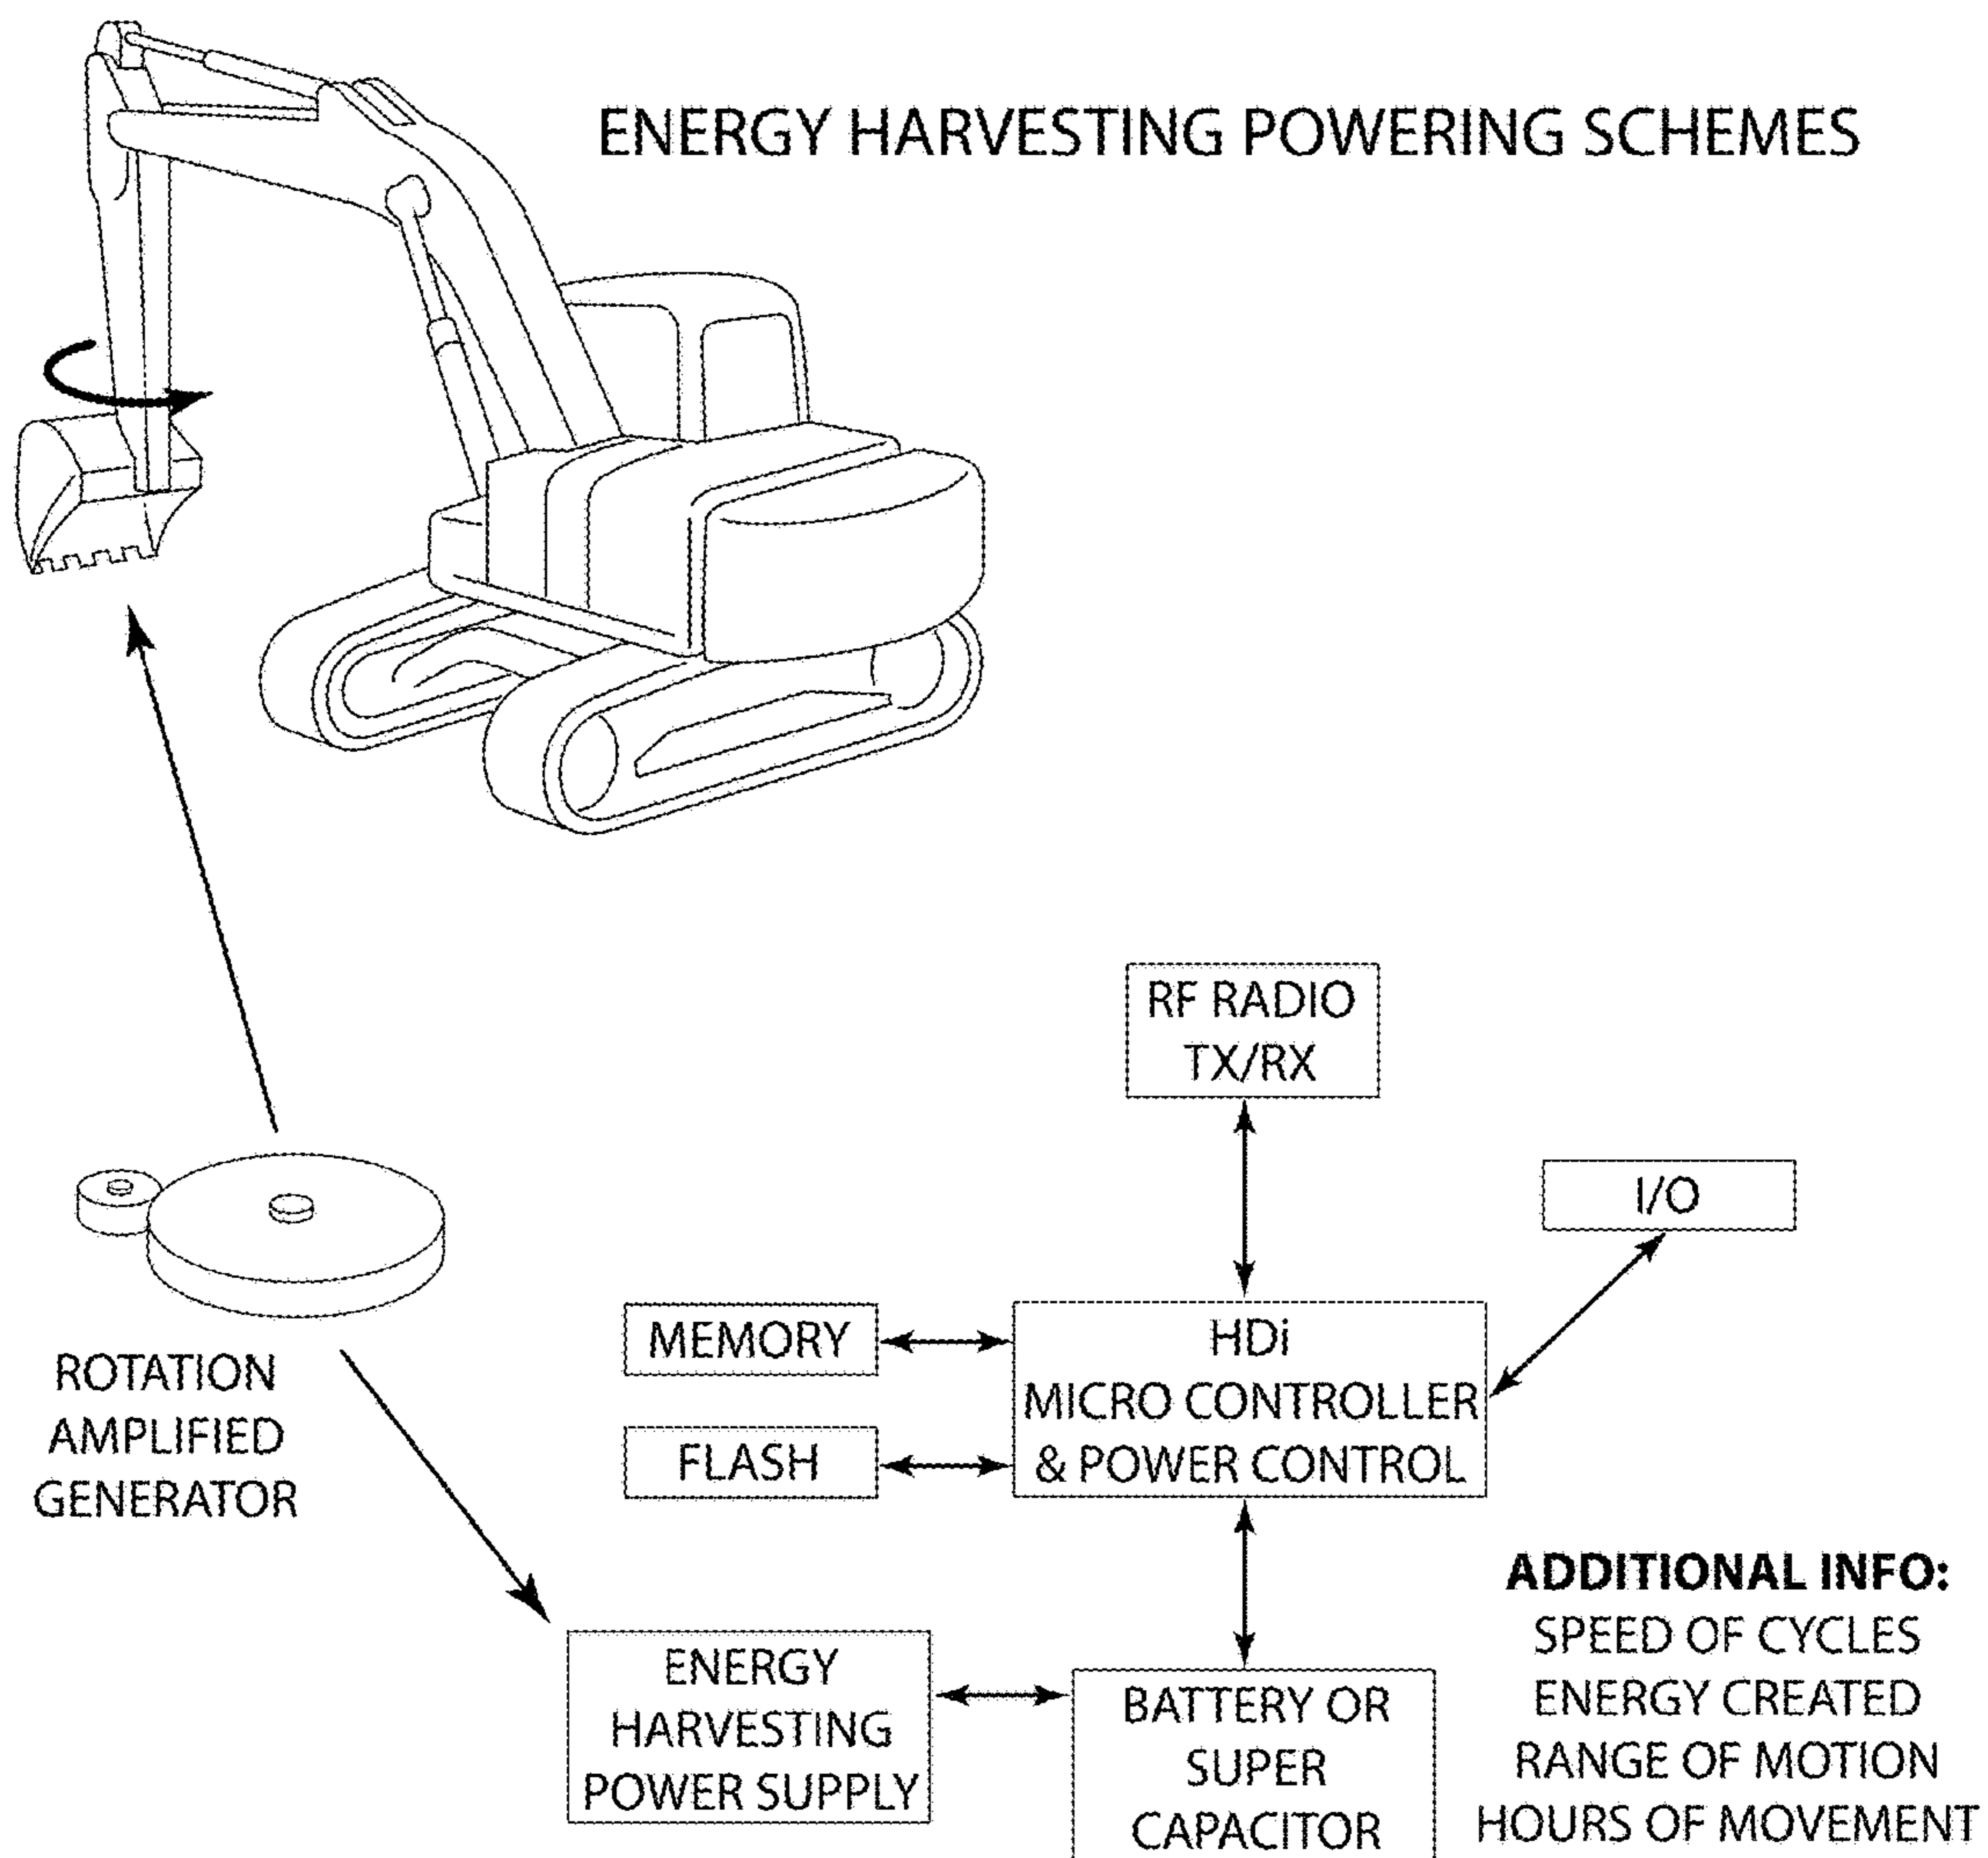 ENERGY HARVESTING POWERING SCHEMES
RF RADIO
TX/RX
I/O
MEMORY
FLASH
HDi
MICRO CONTROLLER
& POWER CONTROL
ROTATION
AMPLIFIED
GENERATOR
ENERGY
HARVESTING
POWER SUPPLY
BATTERY OR
SUPER
CAPACITOR
ADDITIONAL INFO:
SPEED OF CYCLES
ENERGY CREATED
RANGE OF MOTION
HOURS OF MOVEMENT